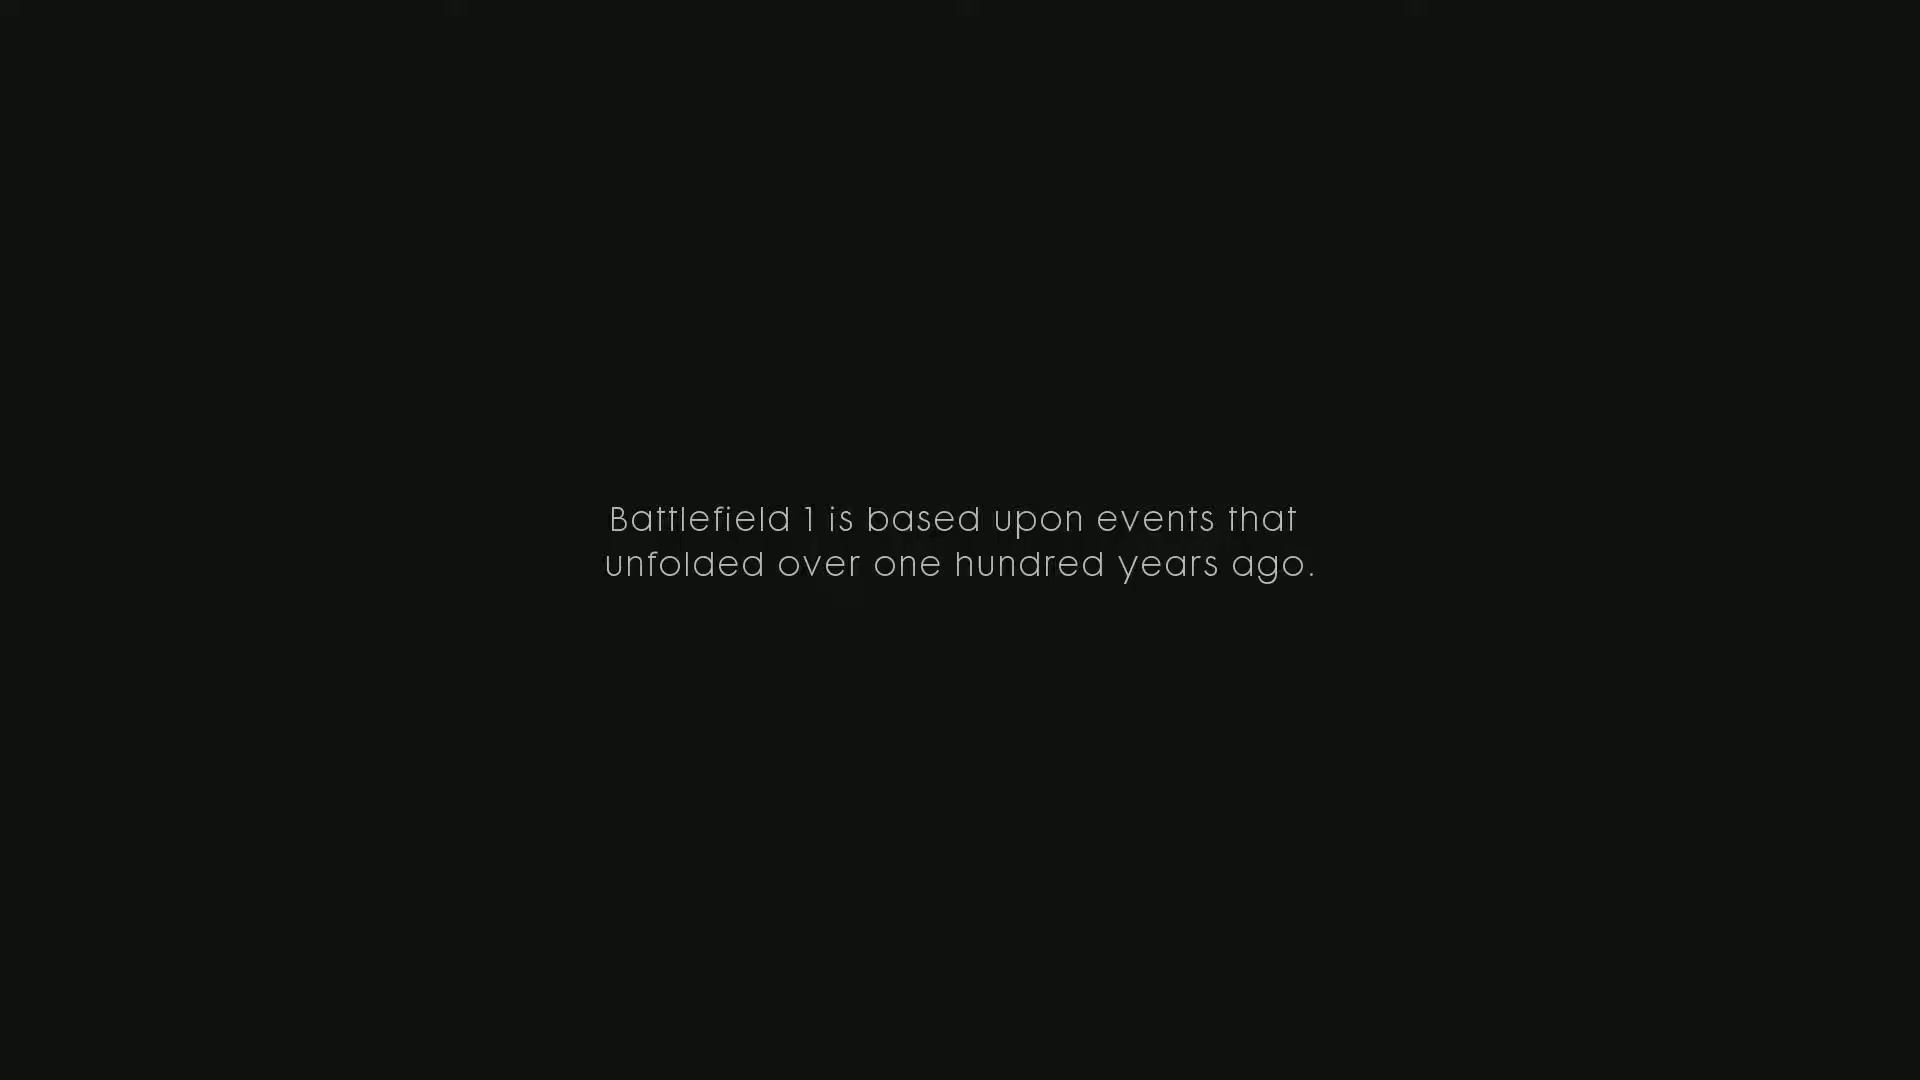 Battlefield 1 is based upon events that
unfolded over one hundred years ago.